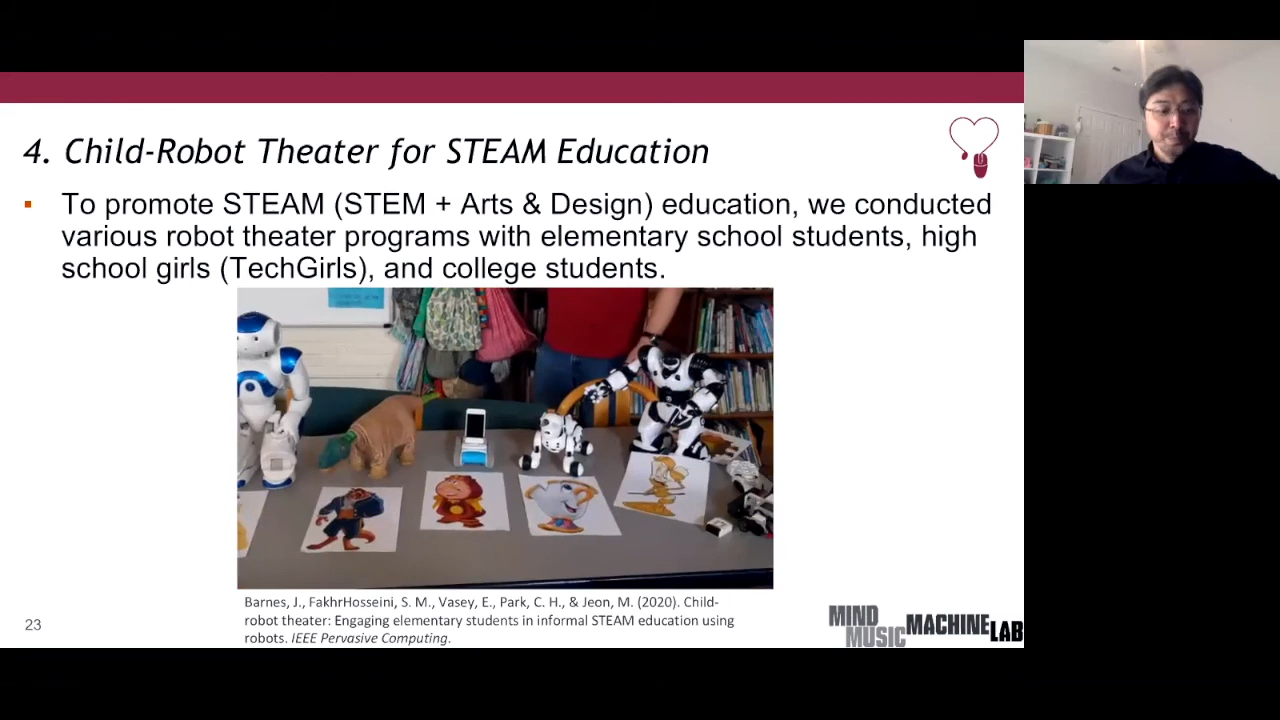 4. Child-Robot Theater for STEAM Education
▪ To promote STEAM (STEM + Arts & Design) education, we conducted
various robot theater programs with elementary school students, high
school girls (TechGirls), and college students.
Barnes, J., FakhrHosseini, S. M., Vasey, E., Park, C. H., & Jeon, M. (2020). Child-
robot theater: Engaging elementary students in informal STEAM education using
robots. IEEE Pervasive Computing.
23
MIND
MUSIC MACHINE LAB